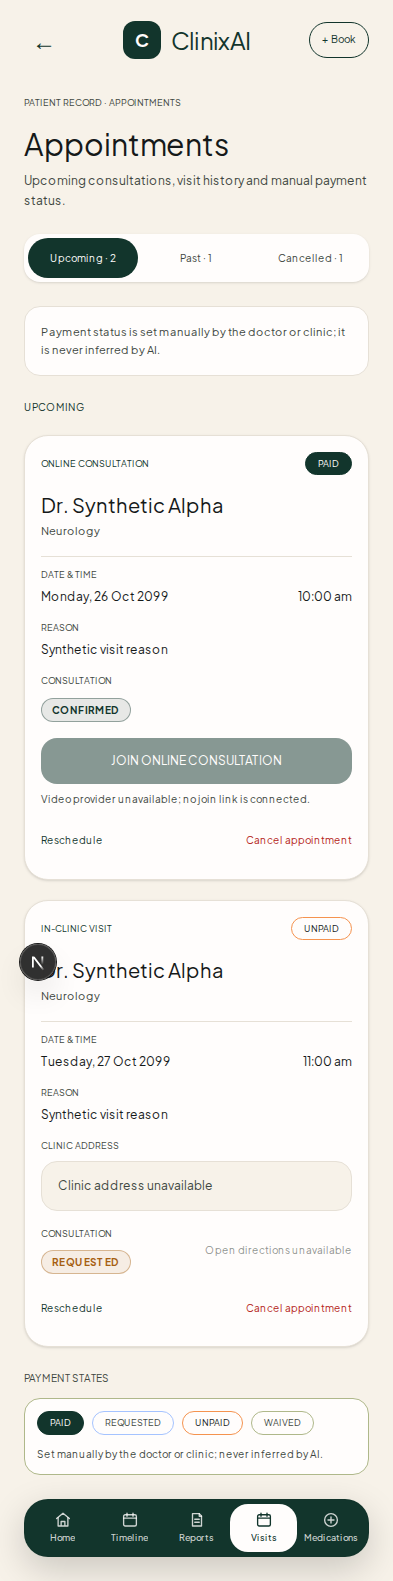 ←
C ClinixAI
+ Book
PATIENT RECORD · APPOINTMENTS
Appointments
Upcoming consultations, visit history and manual payment
status.
Upcoming · 2
Past · 1
Cancelled · 1
Payment status is set manually by the doctor or clinic; it
is never inferred by AI.
UPCOMING
ONLINE CONSULTATION
PAID
Dr. Synthetic Alpha
Neurology
DATE & TIME
Monday, 26 Oct 2099
10:00 am
REASON
Synthetic visit reason
CONSULTATION
CONFIRMED
JOIN ONLINE CONSULTATION
Video provider unavailable; no join link is connected.
Reschedule
Cancel appointment
IN-CLINIC VISIT
UNPAID
N
r. Synthetic Alpha
Neurology
DATE & TIME
Tuesday, 27 Oct 2099
11:00 am
REASON
Synthetic visit reason
CLINIC ADDRESS
Clinic address unavailable
CONSULTATION
Open directions unavailable
REQUESTED
Reschedule
Cancel appointment
PAYMENT STATES
PAID
REQUESTED
UNPAID
WAIVED
Set manually by the doctor or clinic; never inferred by AI.
Home
Timeline
Reports
Visits
Medications